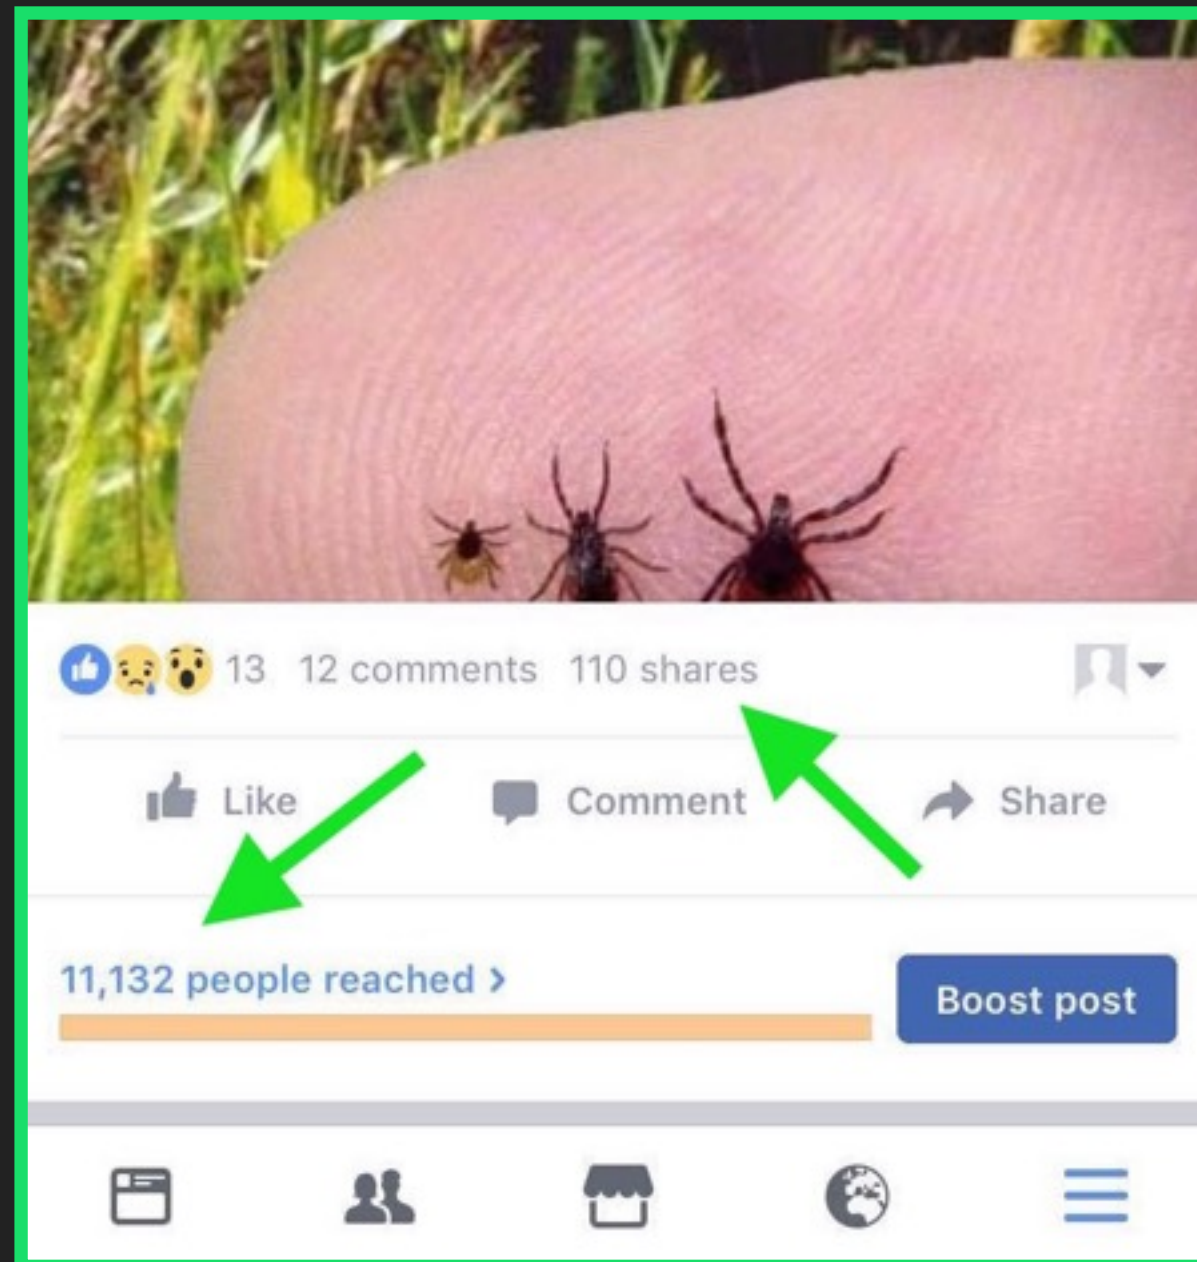 13 12 comments 110 shares
Like Comment Share
11,132 people reached >
Boost post